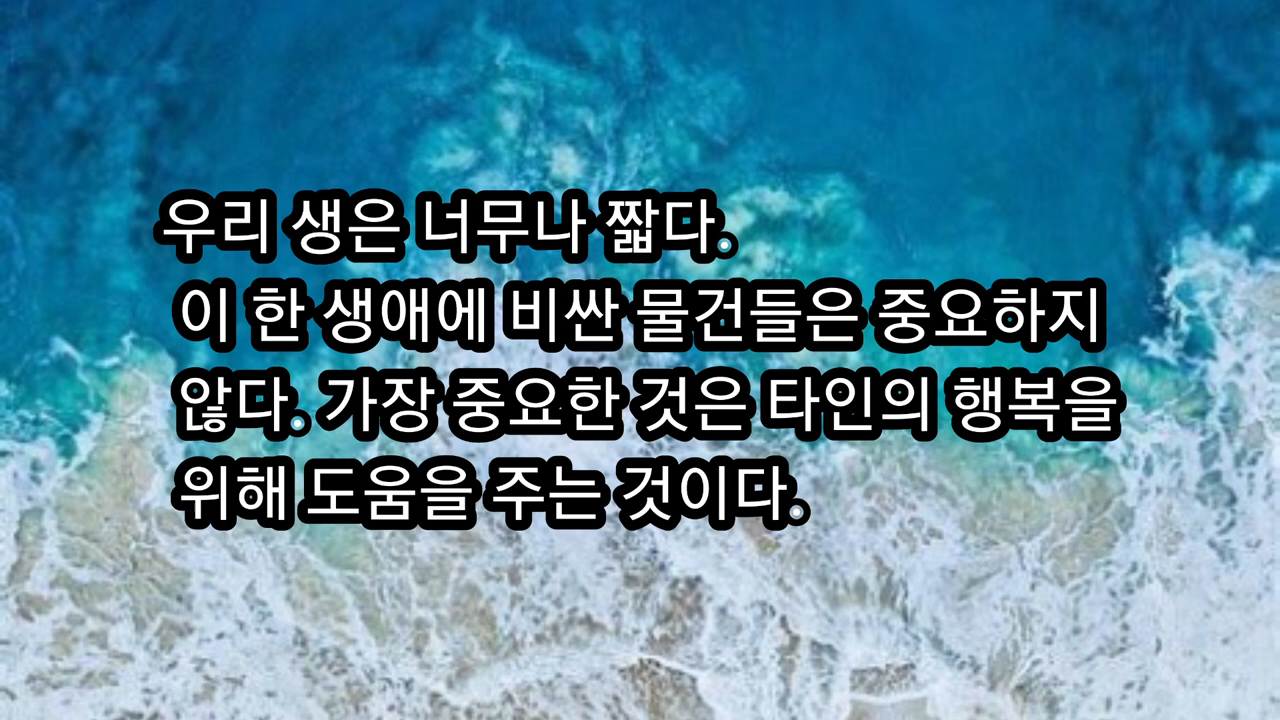 우리 생은 너무나 짧다.
이 한 생애에 비싼 물건들은 중요하지
않다. 가장 중요한 것은 타인의 행복을
위해 도움을 주는 것이다.